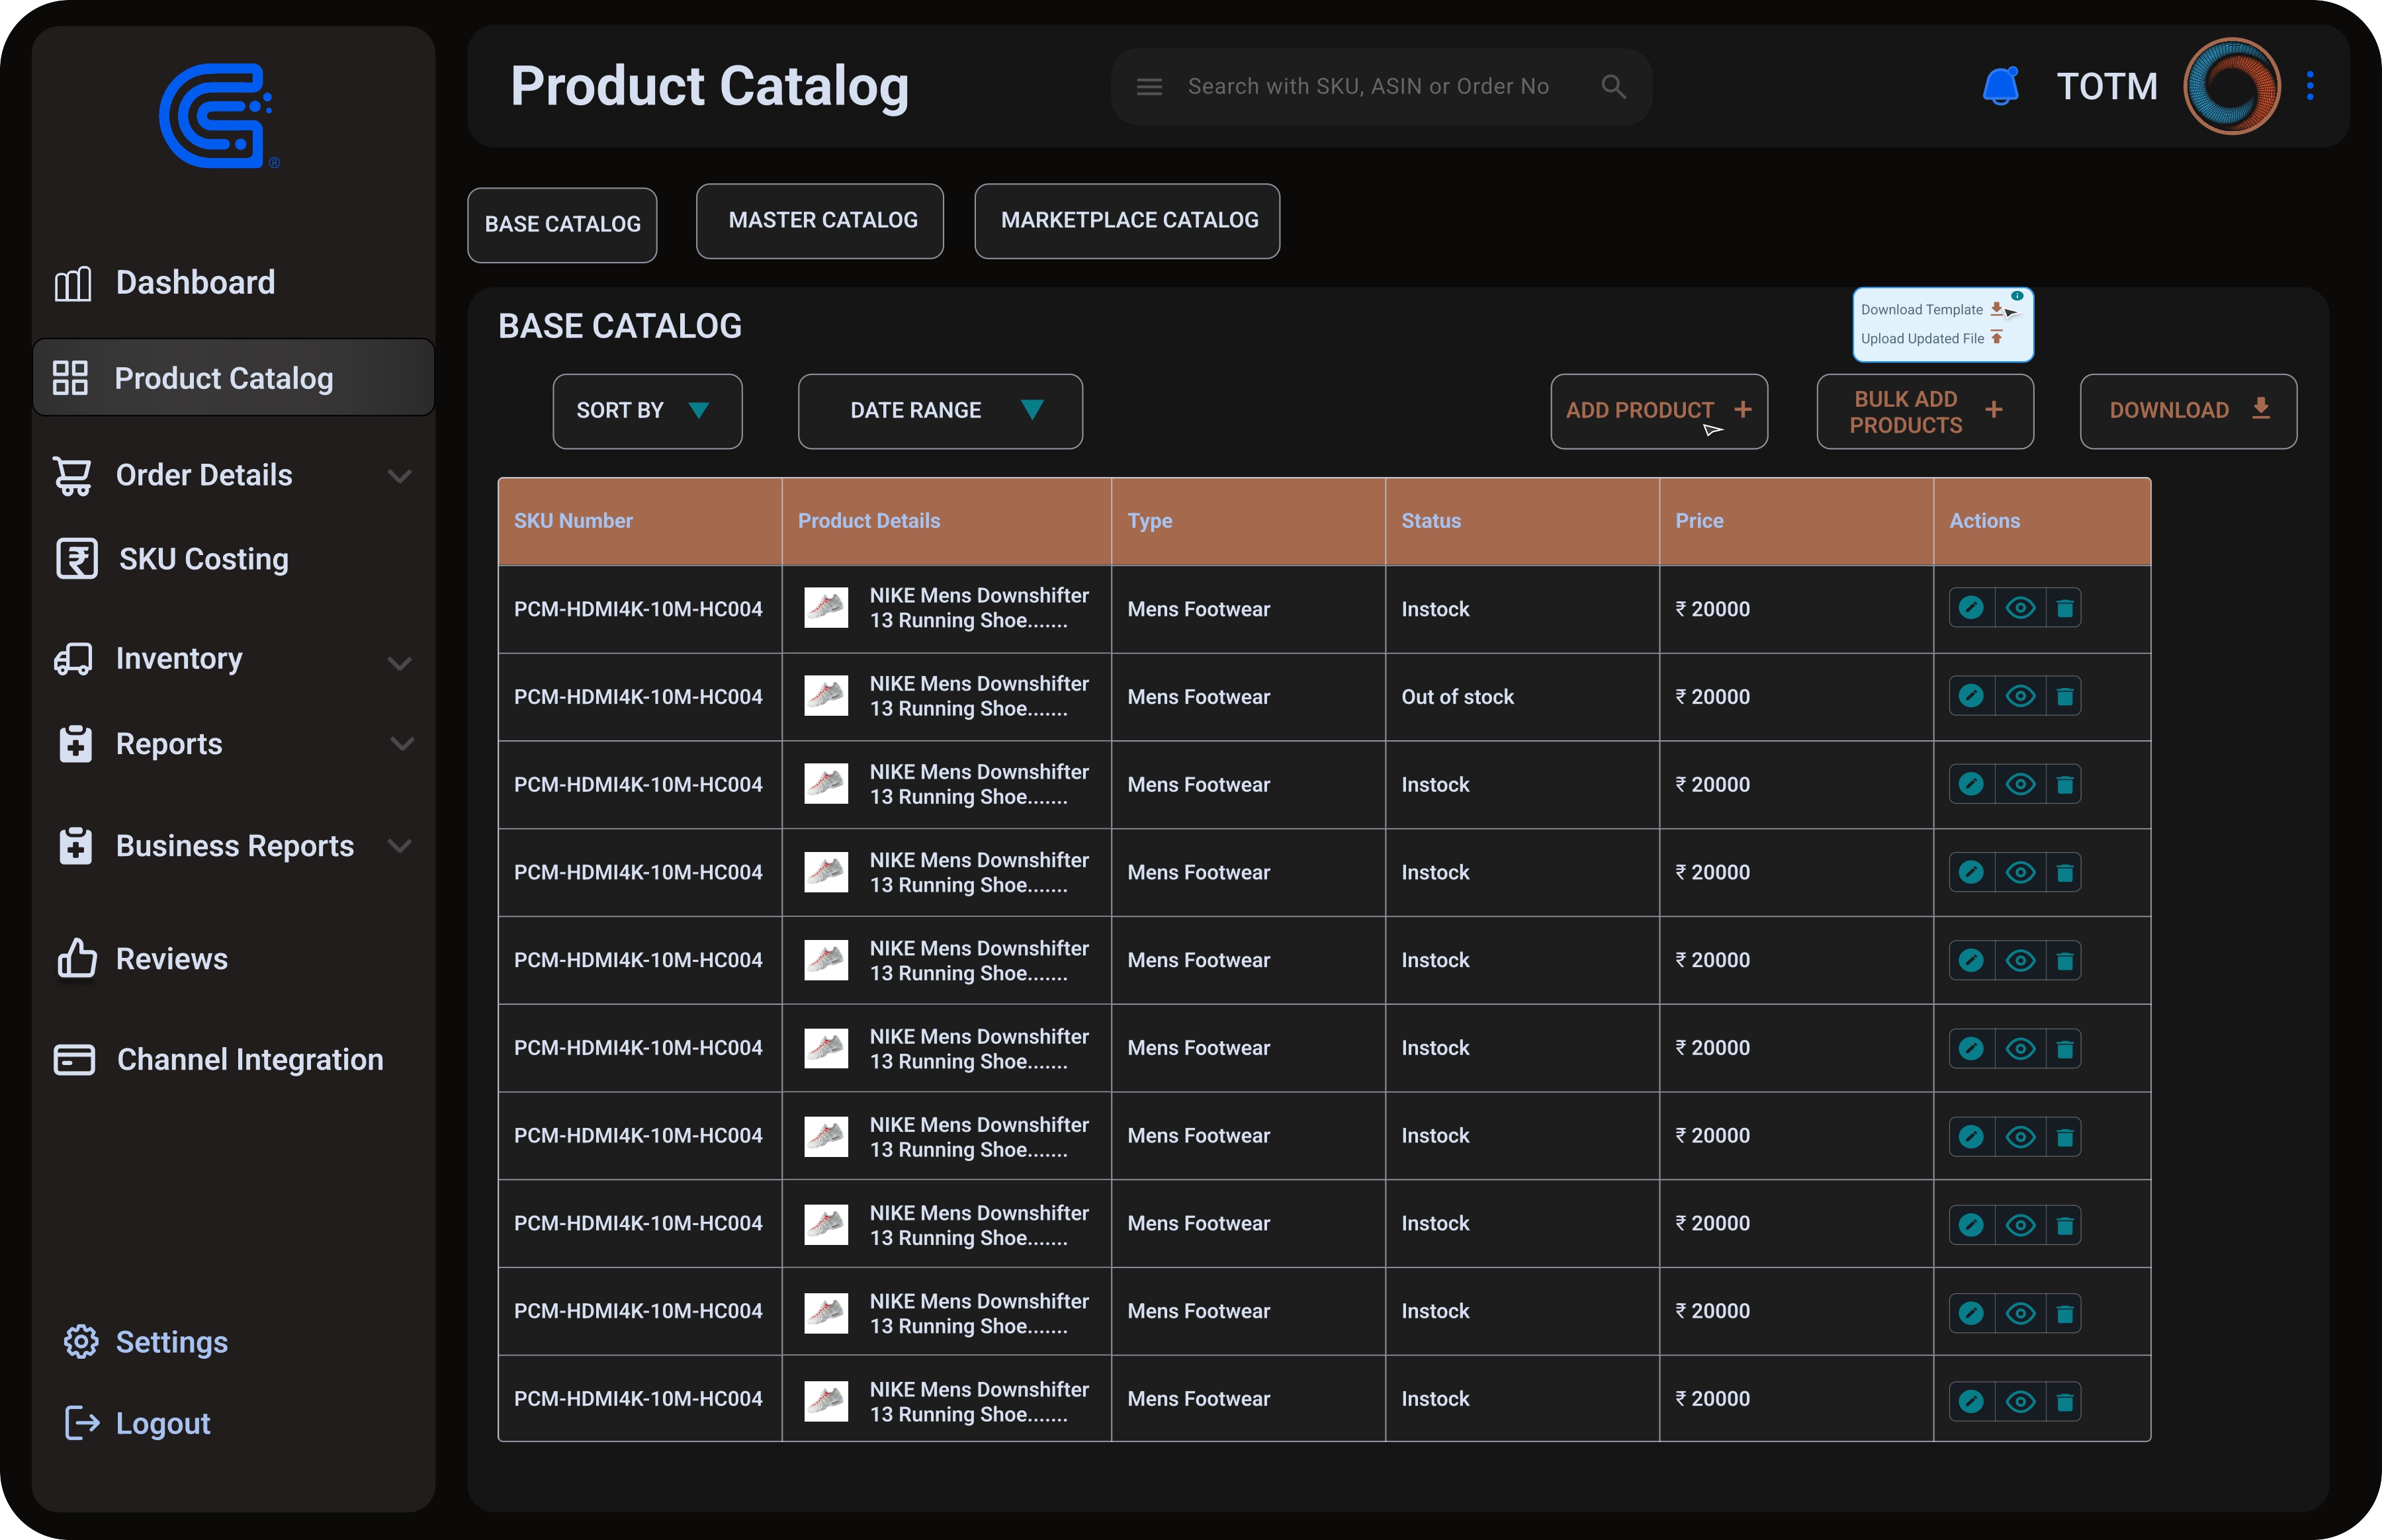 ®
Dashboard
Product Catalog
Order Details
SKU Costing
Inventory
Reports
Business Reports
Reviews
Channel Integration
Settings
Logout
Product Catalog
Search with SKU, ASIN or Order No
TOTM
BASE CATALOG
MASTER CATALOG
MARKETPLACE CATALOG
BASE CATALOG
Download Template
Upload Updated File
SORT BY
DATE RANGE
ADD PRODUCT +
BULK ADD
PRODUCTS +
DOWNLOAD
SKU Number Product Details Type Status Price Actions
PCM-HDMI4K-10M-HC004 NIKE Mens Downshifter
13 Running Shoe....... Mens Footwear Instock ₹ 20000
PCM-HDMI4K-10M-HC004 NIKE Mens Downshifter
13 Running Shoe....... Mens Footwear Out of stock ₹ 20000
PCM-HDMI4K-10M-HC004 NIKE Mens Downshifter
13 Running Shoe....... Mens Footwear Instock ₹ 20000
PCM-HDMI4K-10M-HC004 NIKE Mens Downshifter
13 Running Shoe....... Mens Footwear Instock ₹ 20000
PCM-HDMI4K-10M-HC004 NIKE Mens Downshifter
13 Running Shoe....... Mens Footwear Instock ₹ 20000
PCM-HDMI4K-10M-HC004 NIKE Mens Downshifter
13 Running Shoe....... Mens Footwear Instock ₹ 20000
PCM-HDMI4K-10M-HC004 NIKE Mens Downshifter
13 Running Shoe....... Mens Footwear Instock ₹ 20000
PCM-HDMI4K-10M-HC004 NIKE Mens Downshifter
13 Running Shoe....... Mens Footwear Instock ₹ 20000
PCM-HDMI4K-10M-HC004 NIKE Mens Downshifter
13 Running Shoe....... Mens Footwear Instock ₹ 20000
PCM-HDMI4K-10M-HC004 NIKE Mens Downshifter
13 Running Shoe....... Mens Footwear Instock ₹ 20000